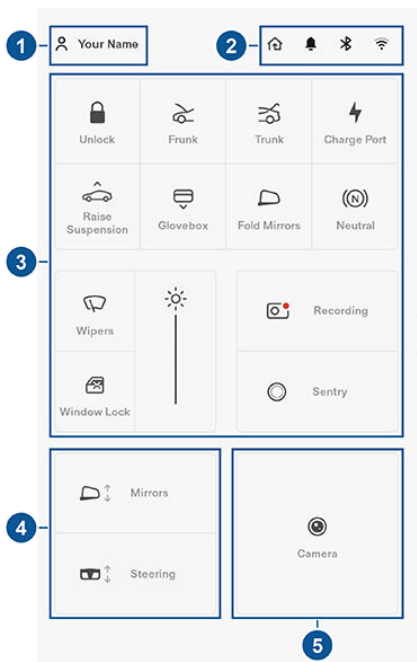 1
Your Name
2
Unlock
Frunk
Trunk
Charge Port
Raise
Suspension
Glovebox
Fold Mirrors
N
Neutral
3
Wipers
Recording
Window Lock
Sentry
4
Mirrors
Steering
Camera
5